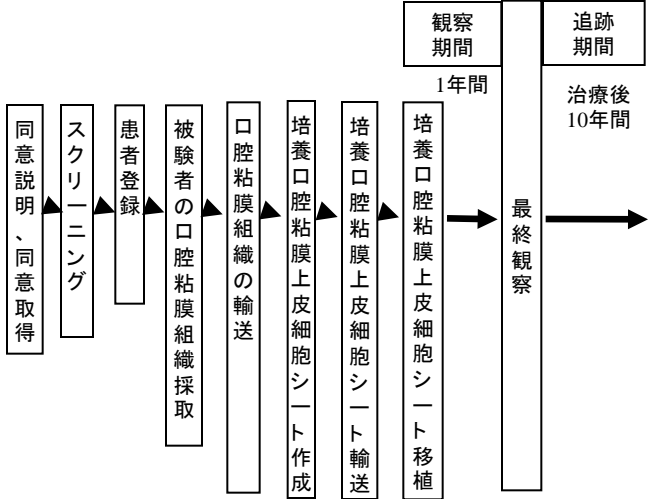 同意説明、同意取得
スクリーニング
患者登録
被験者の口腔粘膜組織採取
口腔粘膜組織の輸送
培養口腔粘膜上皮細胞シート作成
培養口腔粘膜上皮細胞シート輸送
培養口腔粘膜上皮細胞シート移植
観察
期間
1年間
最終観察
追跡
期間
治療後
10年間